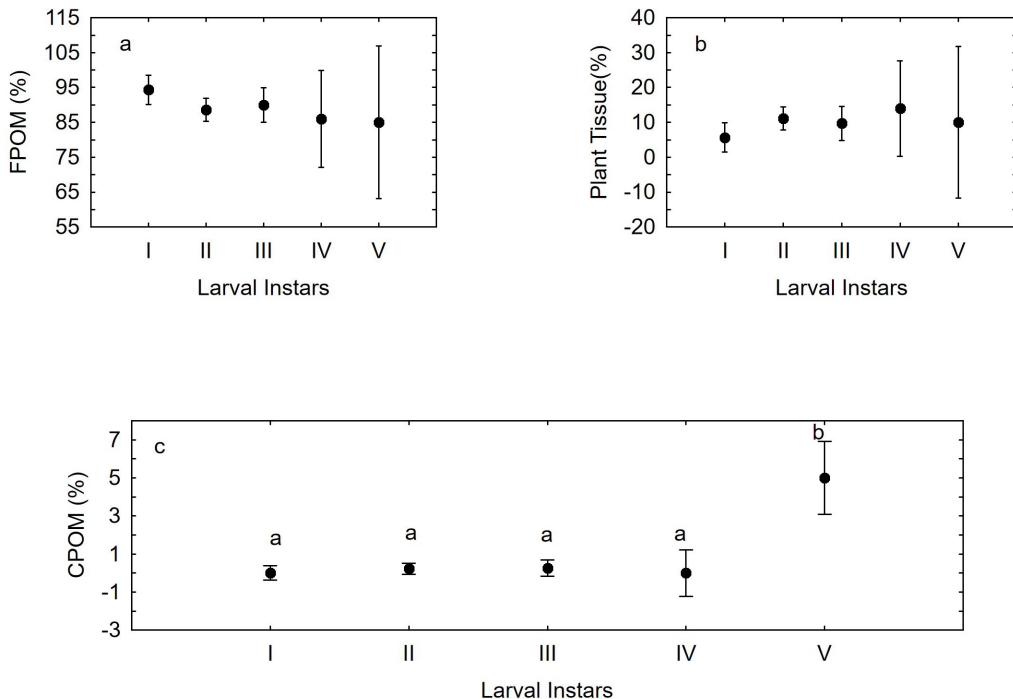 115
105
95
85
75
65
55
FPOM (%)
a
I II III IV V
Larval Instars
40
30
20
10
0
-10
-20
Plant Tissue(%)
b
I II III IV V
Larval Instars
7
5
3
1
-1
-3
CPOM (%)
c
a a a a b
I II III IV V
Larval Instars